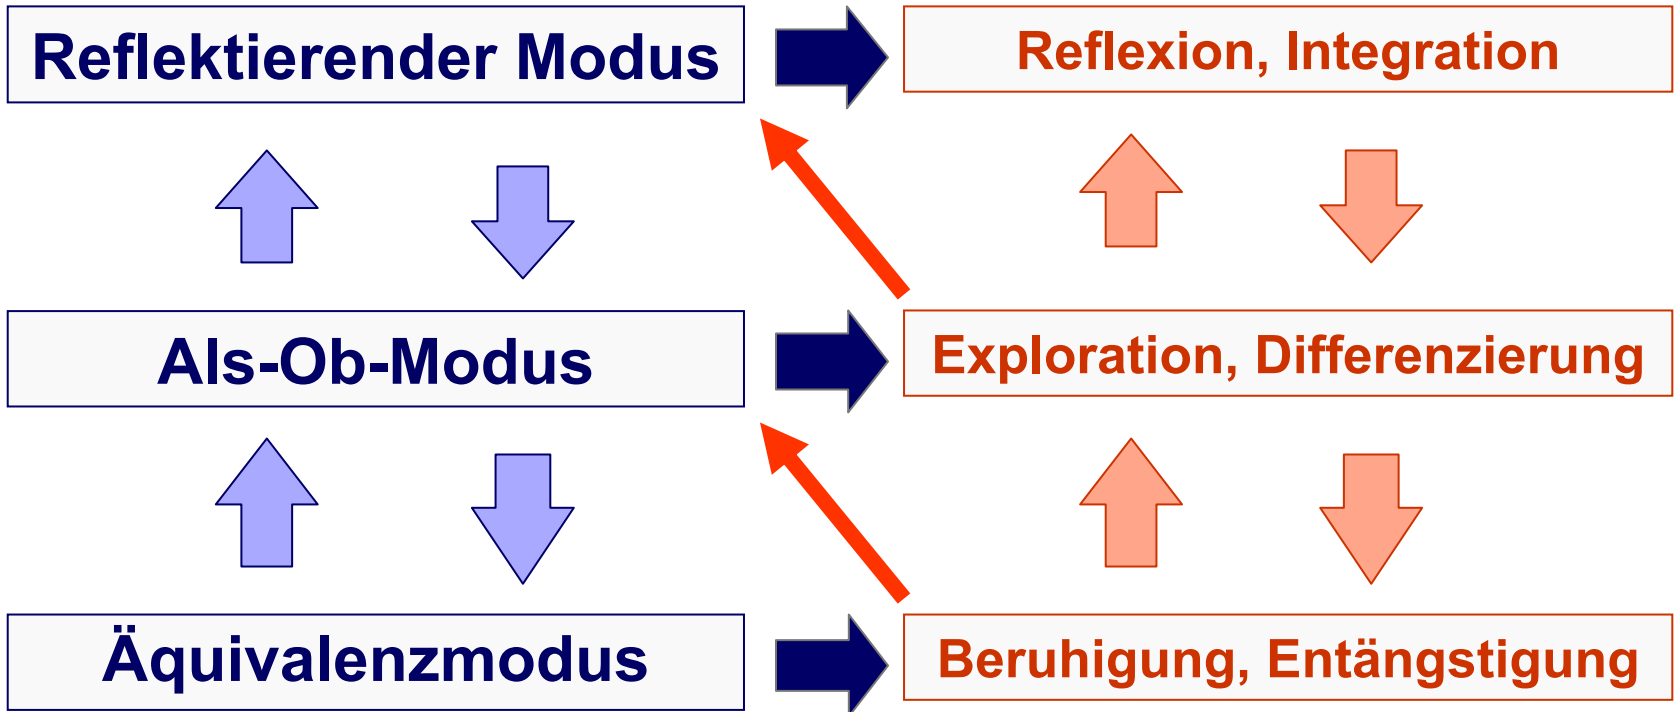 Reflektierender Modus
Reflexion, Integration
Als-Ob-Modus
Exploration, Differenzierung
Äquivalenzmodus
Beruhigung, Entängstigung